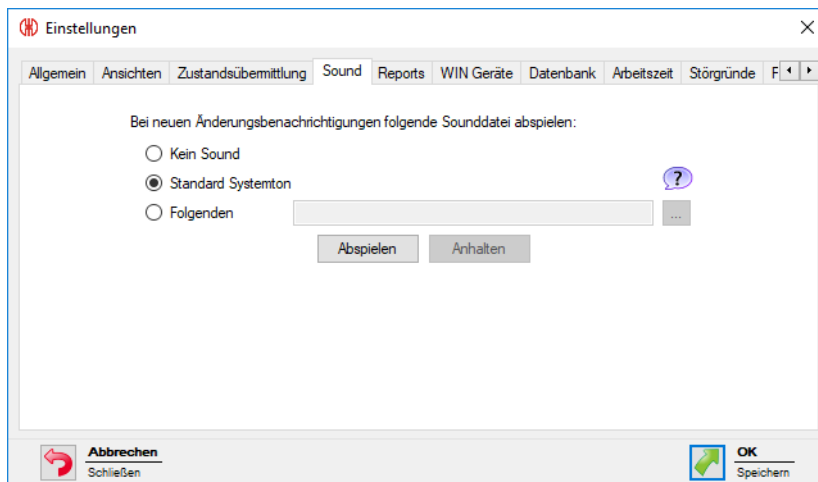 Einstellungen
Allgemein Ansichten Zustandsübermittlung Sound Reports WIN Geräte Datenbank Arbeitszeit Störgründe F
Bei neuen Änderungsbenachrichtigungen folgende Sounddatei abspielen:
Kein Sound
Standard Systemton
?
Folgenden ...
Abspielen Anhalten
Abbrechen
Schließen
OK
Speichern